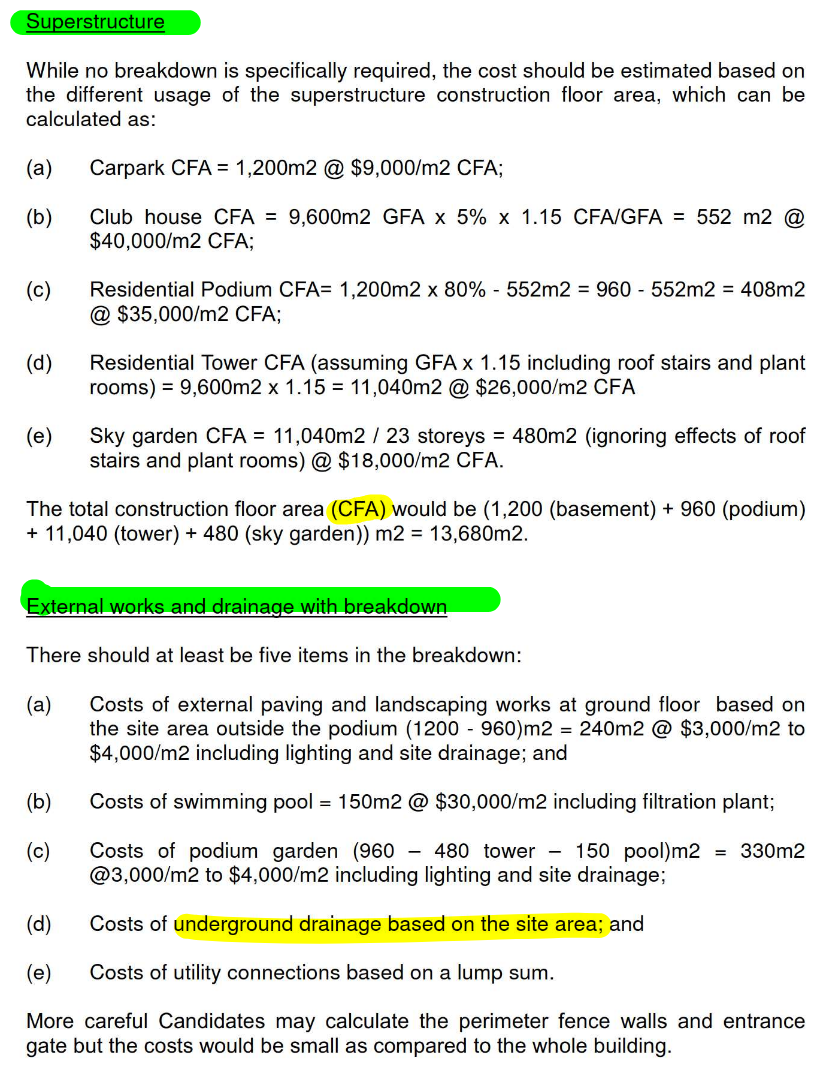 Superstructure
While no breakdown is specifically required, the cost should be estimated based on
the different usage of the superstructure construction floor area, which can be
calculated as:
(a) Carpark CFA = 1,200m2 @ $9,000/m2 CFA;
(b) Club house CFA = 9,600m2 GFA x 5% x 1.15 CFA/GFA = 552 m2 @
$40,000/m2 CFA;
(c) Residential Podium CFA= 1,200m2 x 80% - 552m2 = 960 - 552m2 = 408m2
@ $35,000/m2 CFA;
(d) Residential Tower CFA (assuming GFA x 1.15 including roof stairs and plant
rooms) = 9,600m2 x 1.15 = 11,040m2 @ $26,000/m2 CFA
(e) Sky garden CFA = 11,040m2 / 23 storeys = 480m2 (ignoring effects of roof
stairs and plant rooms) @ $18,000/m2 CFA.
The total construction floor area (CFA) would be (1,200 (basement) + 960 (podium)
+ 11,040 (tower) + 480 (sky garden)) m2 = 13,680m2.
External works and drainage with breakdown
There should at least be five items in the breakdown:
(a) Costs of external paving and landscaping works at ground floor based on
the site area outside the podium (1200 - 960)m2 = 240m2 @ $3,000/m2 to
$4,000/m2 including lighting and site drainage; and
(b) Costs of swimming pool = 150m2 @ $30,000/m2 including filtration plant;
(c) Costs of podium garden (960 – 480 tower – 150 pool)m2 = 330m2
@3,000/m2 to $4,000/m2 including lighting and site drainage;
(d) Costs of underground drainage based on the site area; and
(e) Costs of utility connections based on a lump sum.
More careful Candidates may calculate the perimeter fence walls and entrance
gate but the costs would be small as compared to the whole building.